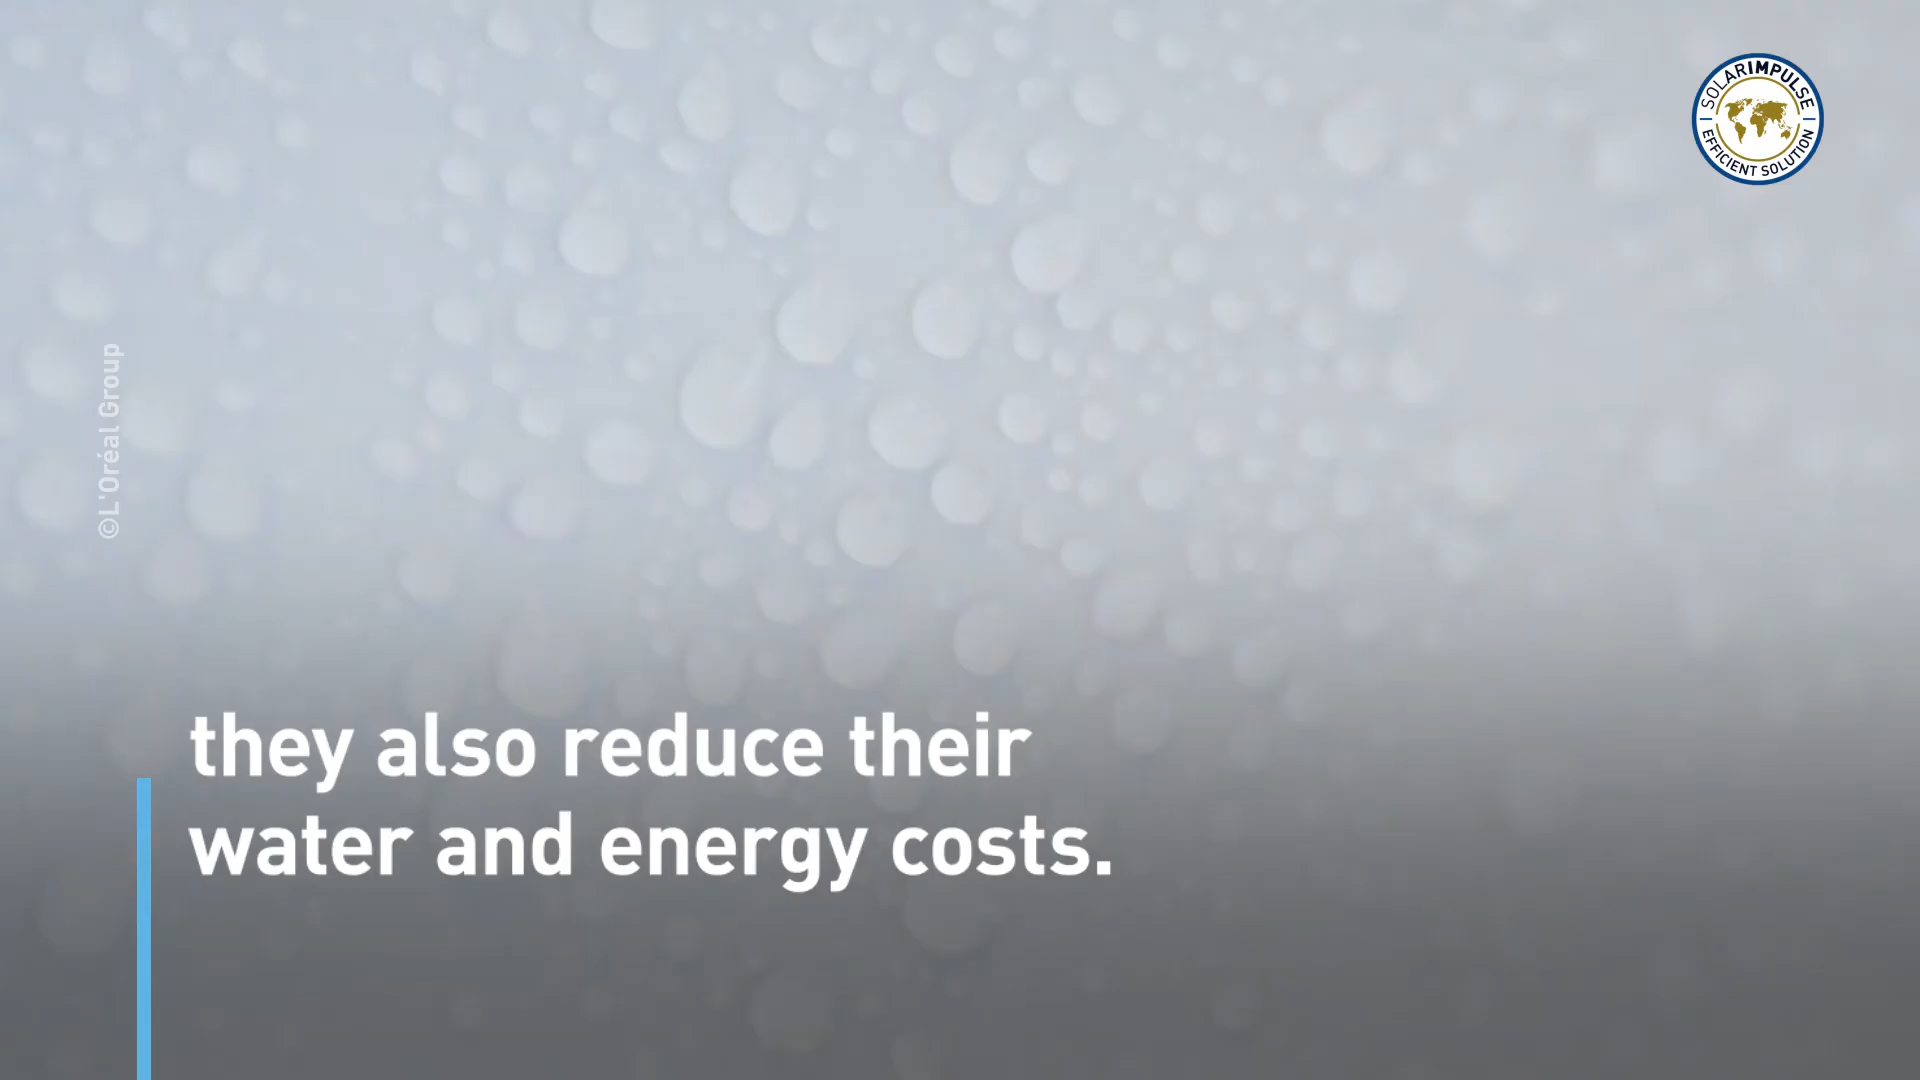 SOLARIMPULSE
EFFICIENT SOLUTION
©L'Oréal Group
they also reduce their
water and energy costs.